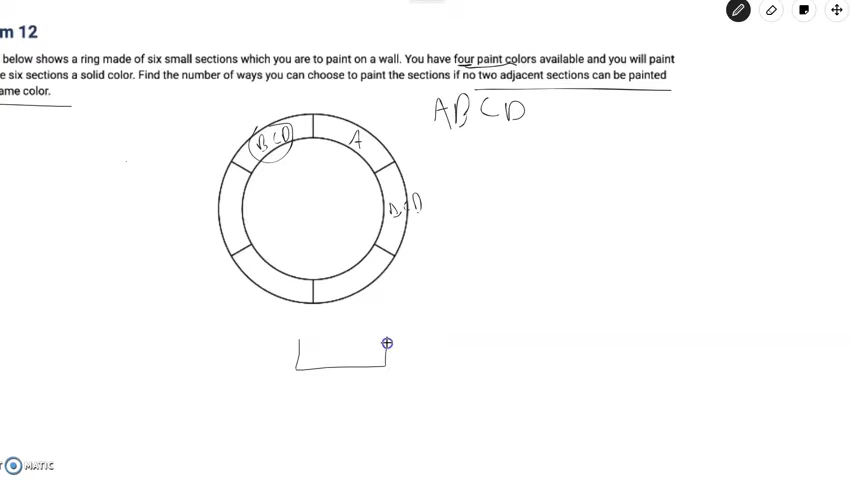 m 12
below shows a ring made of six small sections which you are to paint on a wall. You have four paint colors available and you will paint
e six sections a solid color. Find the number of ways you can choose to paint the sections if no two adjacent sections can be painted
ame color.
A B C D
B C D
A
MATIC